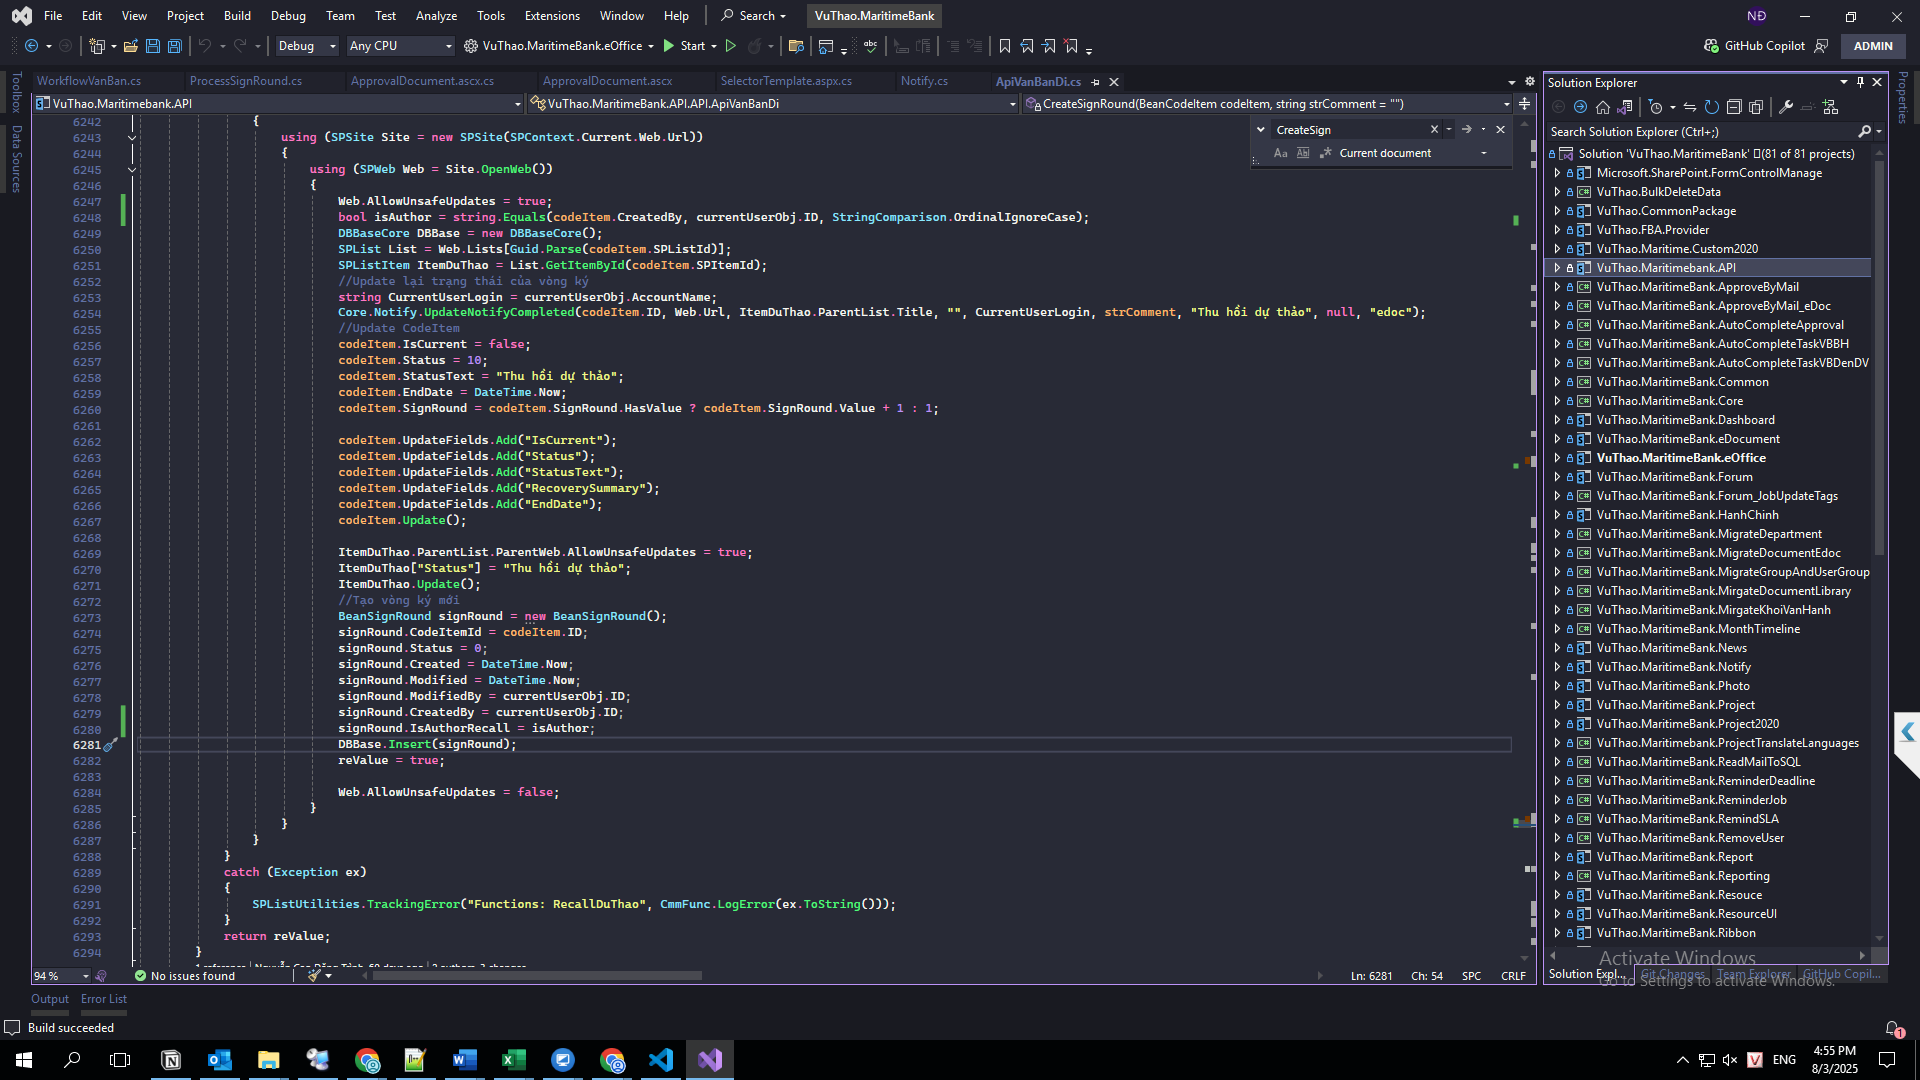 File Edit View Project Build Debug Team Test Analyze Tools Extensions Window Help Search VuThao.MaritimeBank NĐ
Debug Any CPU VuThao.MaritimeBank.eOffice Start GitHub Copilot ADMIN
WorkflowVanBan.cs ProcessSignRound.cs ApprovalDocument.ascx.cs ApprovalDocument.ascx SelectorTemplate.aspx.cs Notify.cs ApiVanBanDi.cs
VuThao.Maritimebank.API VuThao.MaritimeBank.API.API.ApiVanBanDi CreateSignRound(BeanCodeItem codeItem, string strComment = "")
Toolbox
Data Sources
CreateSign
Aa Current document
6242 {
6243 using (SPSite Site = new SPSite(SPContext.Current.Web.Url))
6244 {
6245 using (SPWeb Web = Site.OpenWeb())
6246 {
6247 Web.AllowUnsafeUpdates = true;
6248 bool isAuthor = string.Equals(codeItem.CreatedBy, currentUserObj.ID, StringComparison.OrdinalIgnoreCase);
6249 DBBaseCore DBBase = new DBBaseCore();
6250 SPList List = Web.Lists[Guid.Parse(codeItem.SPListId)];
6251 SPListItem ItemDuThao = List.GetItemById(codeItem.SPItemId);
6252 //Update lại trạng thái của vòng ký
6253 string CurrentUserLogin = currentUserObj.AccountName;
6254 Core.Notify.UpdateNotifyCompleted(codeItem.ID, Web.Url, ItemDuThao.ParentList.Title, "", CurrentUserLogin, strComment, "Thu hồi dự thảo", null, "edoc");
6255 //Update CodeItem
6256 codeItem.IsCurrent = false;
6257 codeItem.Status = 10;
6258 codeItem.StatusText = "Thu hồi dự thảo";
6259 codeItem.EndDate = DateTime.Now;
6260 codeItem.SignRound = codeItem.SignRound.HasValue ? codeItem.SignRound.Value + 1 : 1;
6261
6262 codeItem.UpdateFields.Add("IsCurrent");
6263 codeItem.UpdateFields.Add("Status");
6264 codeItem.UpdateFields.Add("StatusText");
6265 codeItem.UpdateFields.Add("RecoverySummary");
6266 codeItem.UpdateFields.Add("EndDate");
6267 codeItem.Update();
6268
6269 ItemDuThao.ParentList.ParentWeb.AllowUnsafeUpdates = true;
6270 ItemDuThao["Status"] = "Thu hồi dự thảo";
6271 ItemDuThao.Update();
6272 //Tạo vòng ký mới
6273 BeanSignRound signRound = new BeanSignRound();
6274 signRound.CodeItemId = codeItem.ID;
6275 signRound.Status = 0;
6276 signRound.Created = DateTime.Now;
6277 signRound.Modified = DateTime.Now;
6278 signRound.ModifiedBy = currentUserObj.ID;
6279 signRound.CreatedBy = currentUserObj.ID;
6280 signRound.IsAuthorRecall = isAuthor;
6281 DBBase.Insert(signRound);
6282 reValue = true;
6283
6284 Web.AllowUnsafeUpdates = false;
6285 }
6286 }
6287 }
6288 }
6289 catch (Exception ex)
6290 {
6291 SPListUtilities.TrackingError("Functions: RecallDuThao", CmmFunc.LogError(ex.ToString()));
6292 }
6293 return reValue;
6294 }
94 % No issues found Ln: 6281 Ch: 54 SPC CRLF
Output Error List
Build succeeded
Solution Explorer
Search Solution Explorer (Ctrl+;)
Solution 'VuThao.MaritimeBank' (81 of 81 projects)
Microsoft.SharePoint.FormControlManage
VuThao.BulkDeleteData
VuThao.CommonPackage
VuThao.FBA.Provider
VuThao.Maritime.Custom2020
VuThao.Maritimebank.API
VuThao.MaritimeBank.ApproveByMail
VuThao.MaritimeBank.ApproveByMail_eDoc
VuThao.MaritimeBank.AutoCompleteApproval
VuThao.MaritimeBank.AutoCompleteTaskVBBH
VuThao.MaritimeBank.AutoCompleteTaskVBDenDV
VuThao.MaritimeBank.Common
VuThao.MaritimeBank.Core
VuThao.MaritimeBank.Dashboard
VuThao.MaritimeBank.eDocument
VuThao.MaritimeBank.eOffice
VuThao.MaritimeBank.Forum
VuThao.MaritimeBank.Forum_JobUpdateTags
VuThao.MaritimeBank.HanhChinh
VuThao.MaritimeBank.MigrateDepartment
VuThao.MaritimeBank.MigrateDocumentEdoc
VuThao.MaritimeBank.MigrateGroupAndUserGroup
VuThao.MaritimeBank.MirgateDocumentLibrary
VuThao.MaritimeBank.MirgateKhoiVanHanh
VuThao.MaritimeBank.MonthTimeline
VuThao.MaritimeBank.News
VuThao.MaritimeBank.Notify
VuThao.MaritimeBank.Photo
VuThao.MaritimeBank.Project
VuThao.MaritimeBank.Project2020
VuThao.MaritimeBank.ProjectTranslateLanguages
VuThao.MaritimeBank.ReadMailToSQL
VuThao.MaritimeBank.ReminderDeadline
VuThao.MaritimeBank.ReminderJob
VuThao.MaritimeBank.RemindSLA
VuThao.MaritimeBank.RemoveUser
VuThao.MaritimeBank.Report
VuThao.MaritimeBank.Reporting
VuThao.MaritimeBank.Resouce
VuThao.MaritimeBank.ResourceUI
VuThao.MaritimeBank.Ribbon
Solution Expl... Git Changes Team Explorer GitHub Copil...
Activate Windows
Go to Settings to activate Windows.
Properties
1
ENG
4:55 PM
8/3/2025